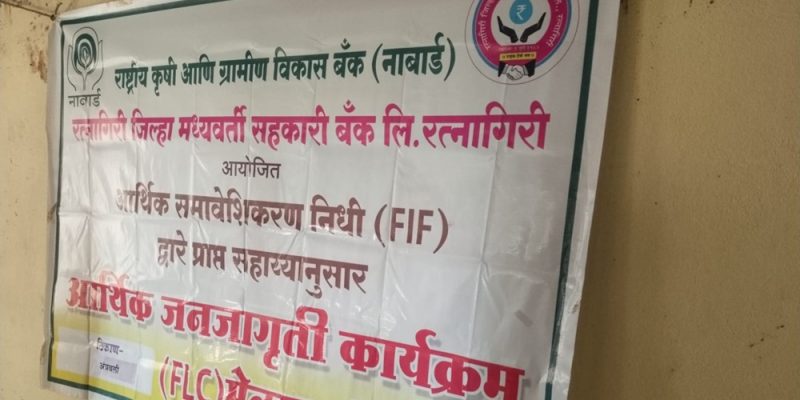 राष्ट्रीय कृषी आणि ग्रामीण विकास बँक (नाबार्ड)
नाबार्ड
रत्नागिरी जिल्हा मध्यवर्ती सहकारी बँक लि.रत्नागिरी
आयोजित
आर्थिक समावेशिकरण निधी (FIF)
द्वारे प्राप्त सहाय्यानुसार
आर्थिक जनजागृती कार्यक्रम
ठिकाण-
(FLC)